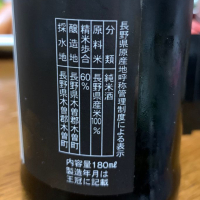 長野県原産地呼称管理制度による表示
分類 純米酒
原料米 長野県産米100%
精米歩合 60%
醸造地 長野県木曽郡木曽町
採水地 長野県木曽郡木曽町
内容量180㎖
製造年月は
王冠に記載